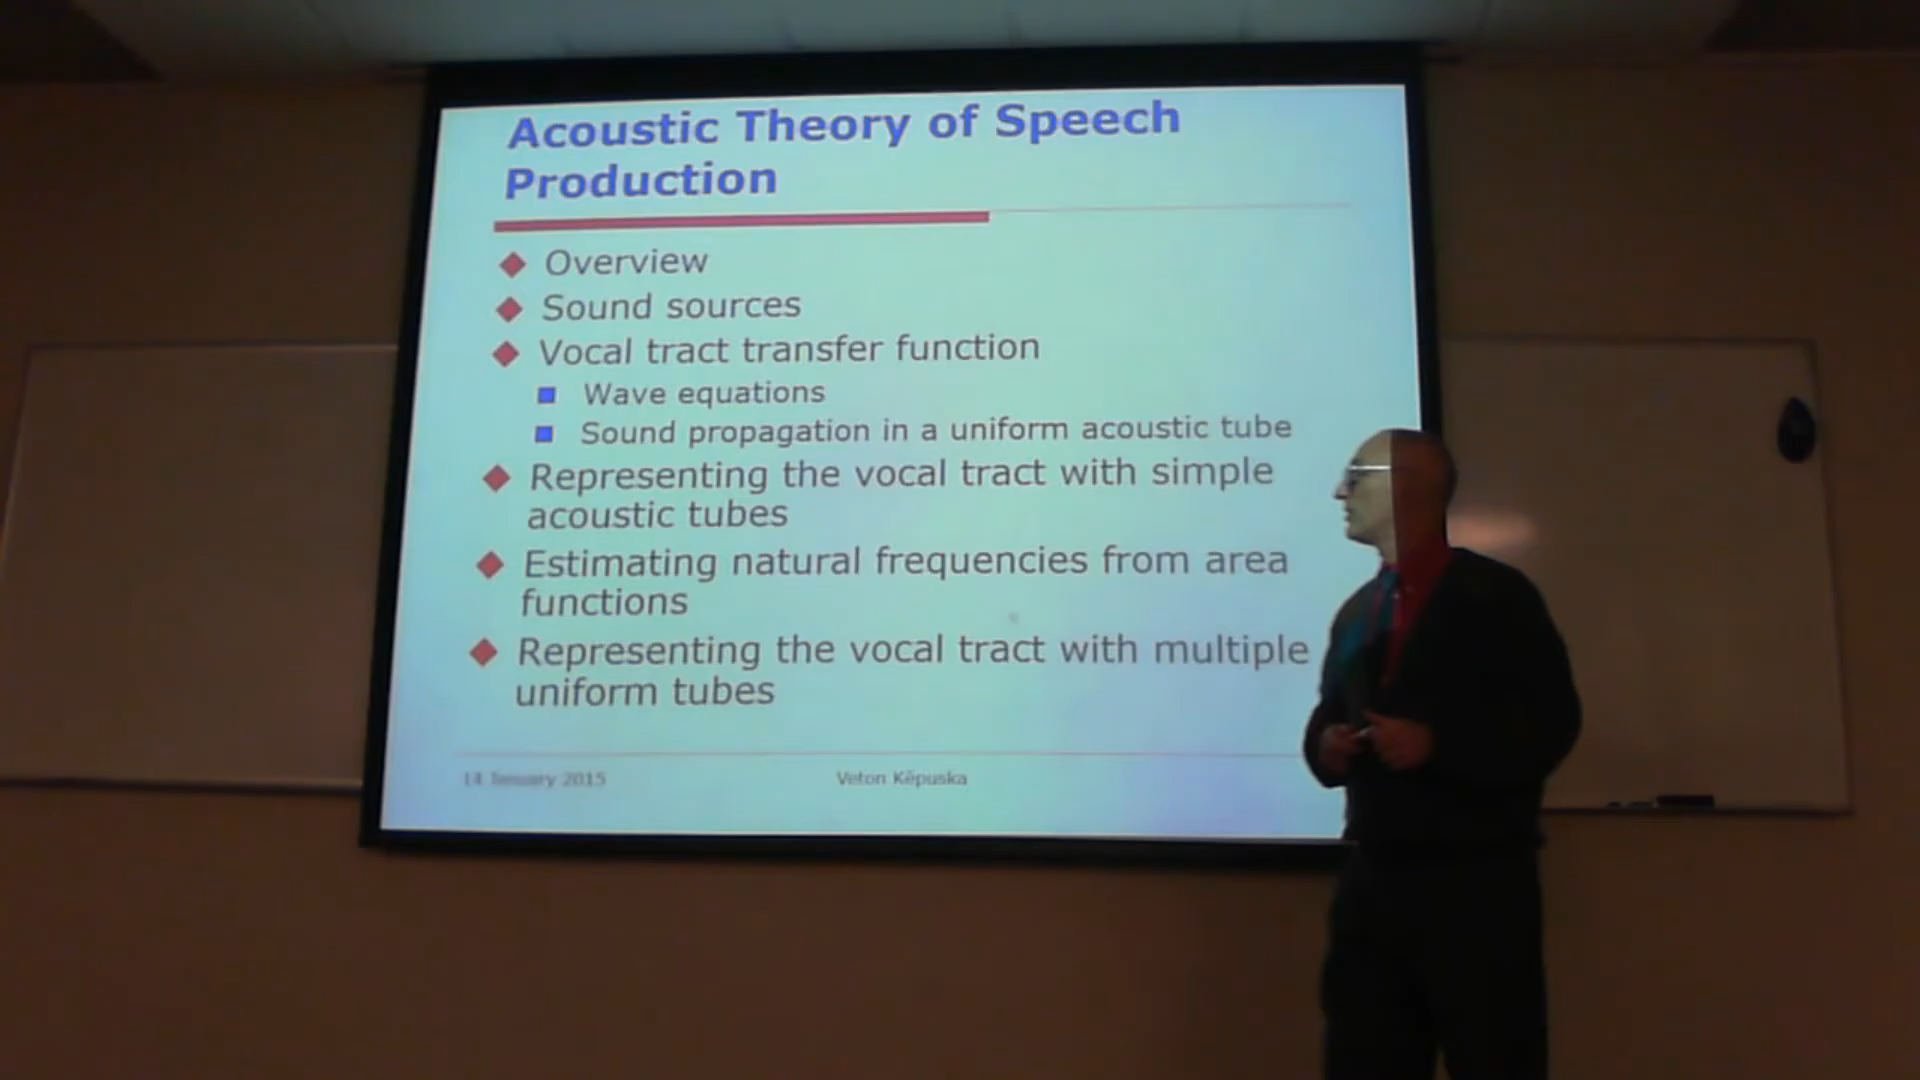 Acoustic Theory of Speech
Production
Overview
Sound sources
Vocal tract transfer function
Wave equations
Sound propagation in a uniform acoustic tube
Representing the vocal tract with simple
acoustic tubes
Estimating natural frequencies from area
functions
Representing the vocal tract with multiple
uniform tubes
14 January 2015
Veton Këpuska